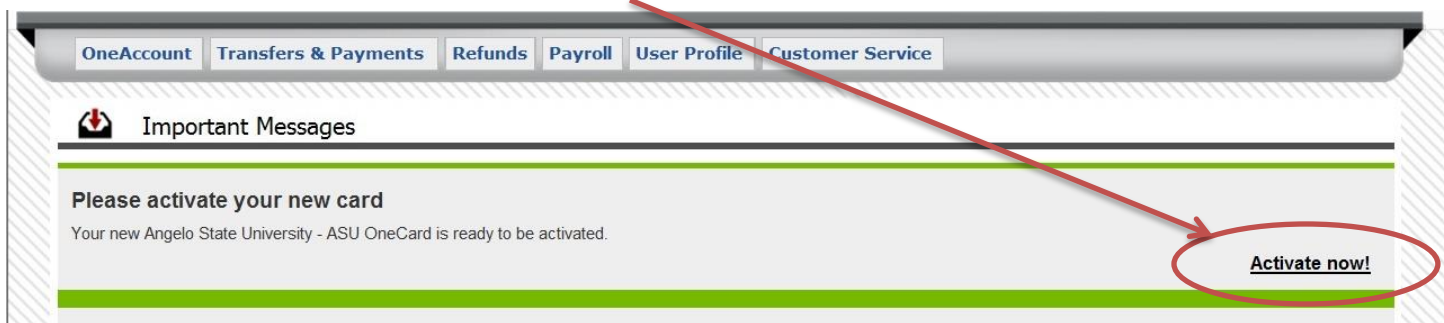 OneAccount Transfers & Payments Refunds Payroll User Profile Customer Service
Important Messages
Please activate your new card
Your new Angelo State University - ASU OneCard is ready to be activated.
Activate now!